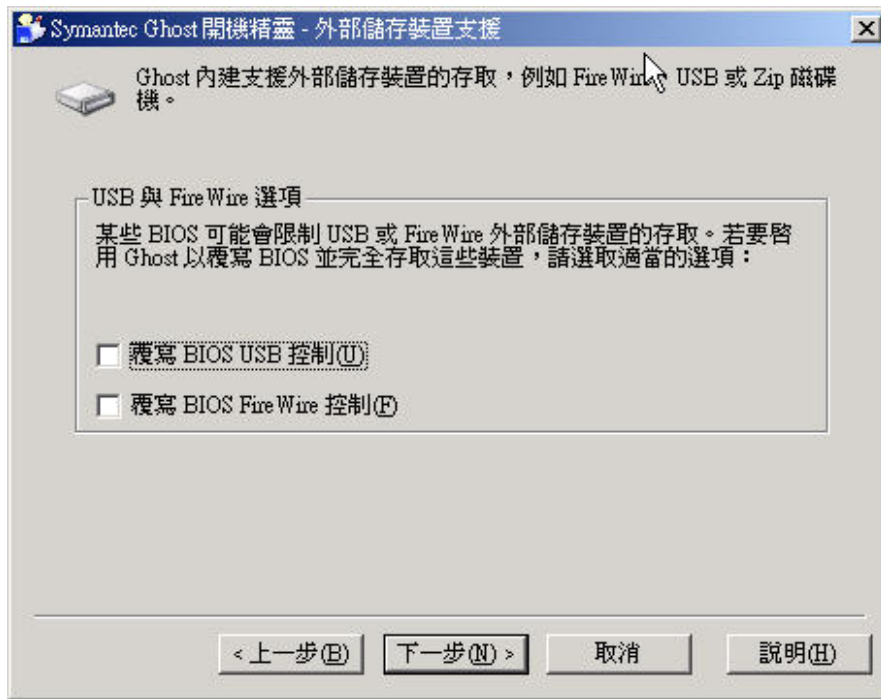 Symantec Ghost 開機精靈 - 外部儲存裝置支援
Ghost 內建支援外部儲存裝置的存取，例如 FireWire、USB 或 Zip 磁碟
機。
USB 與 FireWire 選項
某些 BIOS 可能會限制 USB 或 FireWire 外部儲存裝置的存取。若要啓
用 Ghost 以覆寫 BIOS 並完全存取這些裝置，請選取適當的選項：
覆寫 BIOS USB 控制(U)
覆寫 BIOS FireWire 控制(F)
< 上一步(B)
下一步(N) >
取消
說明(H)